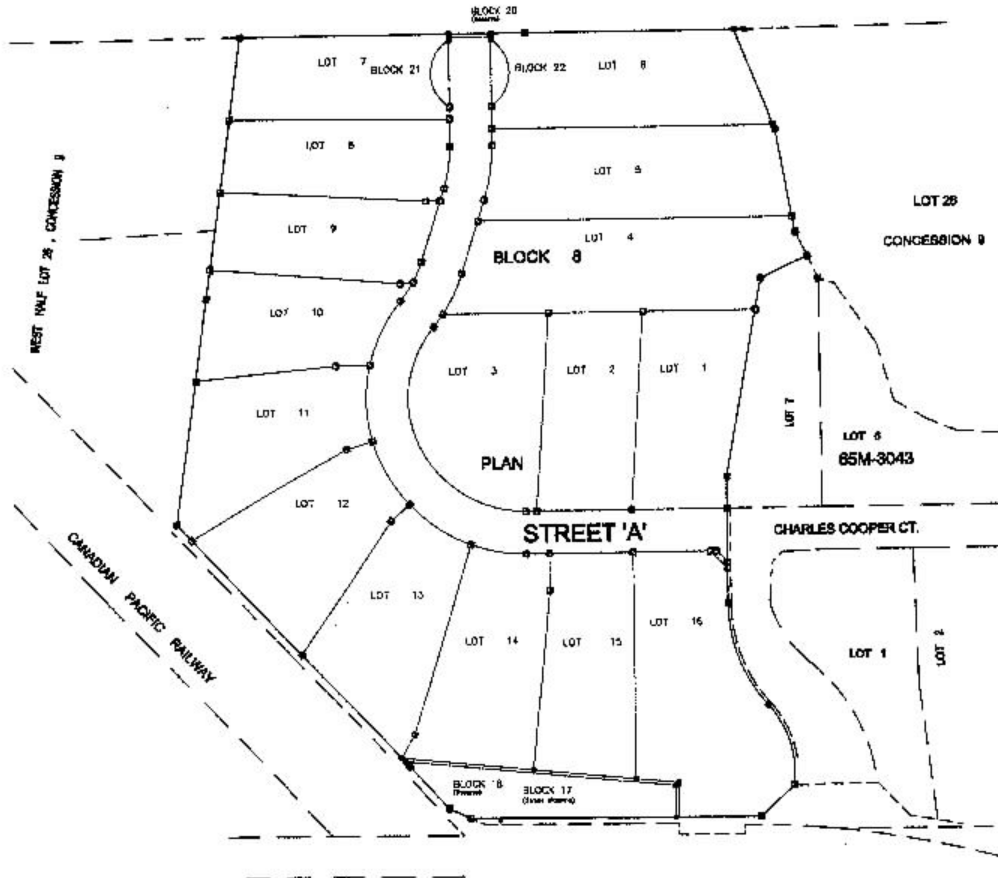 BLOCK 20
(Reserve)
LOT 7
BLOCK 21
BLOCK 22
LOT 6
LOT 8
LOT 5
LOT 26
CONCESSION 9
WEST HALF LOT 26, CONCESSION 9
LOT 9
LOT 4
BLOCK 8
LOT 10
LOT 3
LOT 2
LOT 1
LOT 11
LOT 7
LOT 6
65M-3043
PLAN
LOT 12
STREET 'A'
CHARLES COOPER CT.
CANADIAN PACIFIC RAILWAY
LOT 13
LOT 14
LOT 15
LOT 16
LOT 1
LOT 2
BLOCK 18
(Reserve)
BLOCK 17